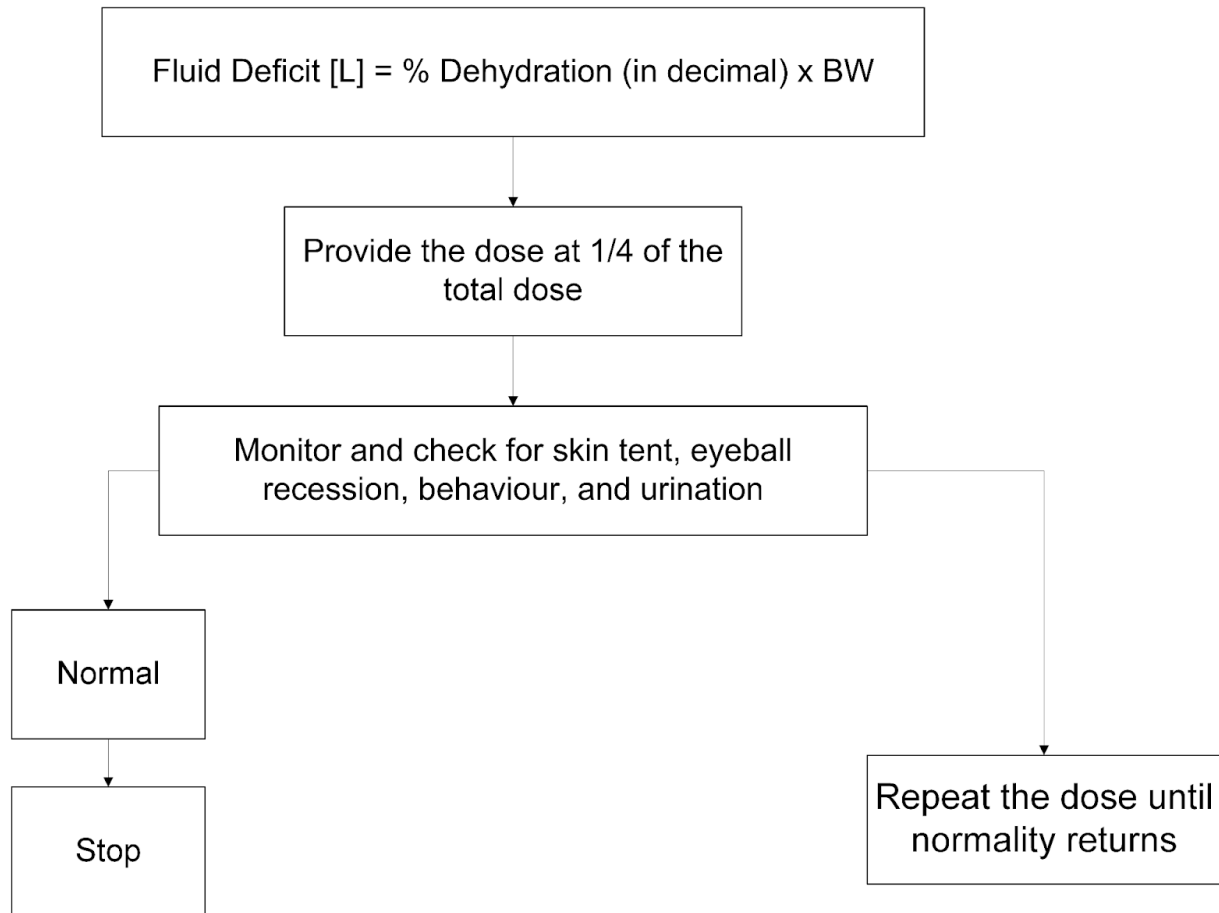 Fluid Deficit [L] = % Dehydration (in decimal) x BW
Provide the dose at 1/4 of the
total dose
Monitor and check for skin tent, eyeball
recession, behaviour, and urination
Normal
Stop
Repeat the dose until
normality returns